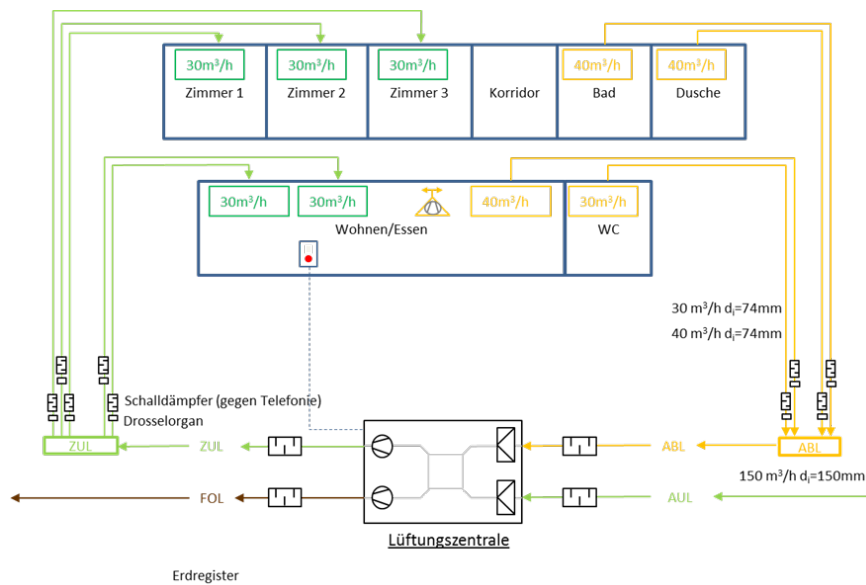 30m³/h 30m³/h 30m³/h 40m³/h 40m³/h
Zimmer 1 Zimmer 2 Zimmer 3 Korridor Bad Dusche
30m³/h 30m³/h 40m³/h 30m³/h
Wohnen/Essen WC
30 m³/h dᵢ=74mm
40 m³/h dᵢ=74mm
Schalldämpfer (gegen Telefonie)
Drosselorgan
ZUL ZUL ABL ABL
150 m³/h dᵢ=150mm
FOL AUL
Lüftungszentrale
Erdregister